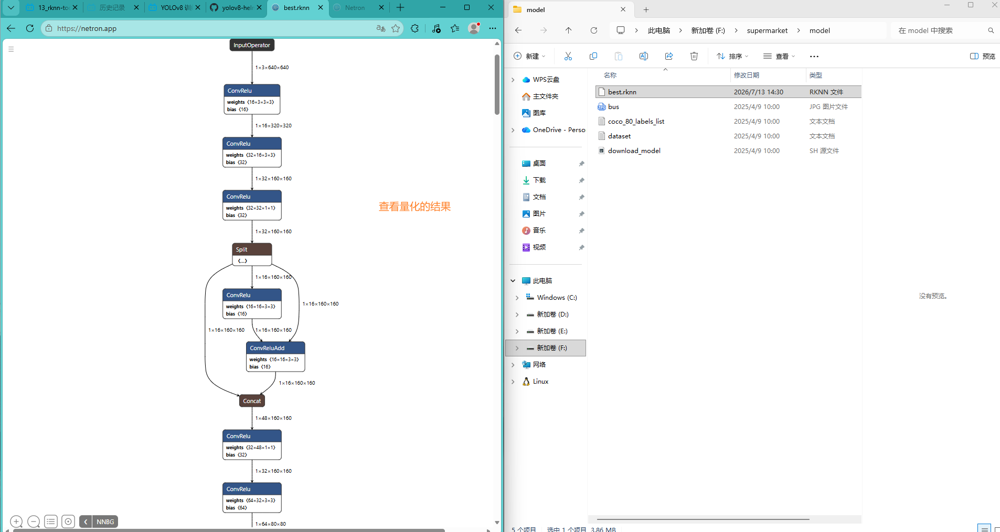 13_rknn-too
历史记录
YOLOv8 训
yolov8-heln
best.rknn
Netron
https://netron.app
InputOperator
1×3×640×640
ConvRelu
weights ⟨16×3×3×3⟩
bias ⟨16⟩
1×16×320×320
ConvRelu
weights ⟨32×16×3×3⟩
bias ⟨32⟩
1×32×160×160
ConvRelu
weights ⟨32×32×1×1⟩
bias ⟨32⟩
查看量化的结果
1×32×160×160
Split
⟨...⟩
1×16×160×160
ConvRelu
weights ⟨16×16×3×3⟩
bias ⟨16⟩
1×16×160×160
1×16×160×160
1×16×160×160
ConvReluAdd
weights ⟨16×16×3×3⟩
bias ⟨16⟩
1×16×160×160
Concat
1×48×160×160
ConvRelu
weights ⟨32×48×1×1⟩
bias ⟨32⟩
1×32×160×160
ConvRelu
weights ⟨64×32×3×3⟩
bias ⟨64⟩
1×64×80×80
NNBG
model
此电脑 > 新加卷 (F:) > supermarket > model
在 model 中搜索
新建
排序
查看
预览
名称 修改日期 类型
best.rknn 2026/7/13 14:30 RKNN 文件
bus 2025/4/9 10:00 JPG 图片文件
coco_80_labels_list 2025/4/9 10:00 文本文档
dataset 2025/4/9 10:00 文本文档
download_model 2025/4/9 10:00 SH 源文件
WPS云盘
主文件夹
图库
OneDrive - Perso
桌面
下载
文档
图片
音乐
视频
此电脑
Windows (C:)
新加卷 (D:)
新加卷 (E:)
新加卷 (F:)
网络
Linux
没有预览。
5 个项目 选中 1 个项目 3.86 MB